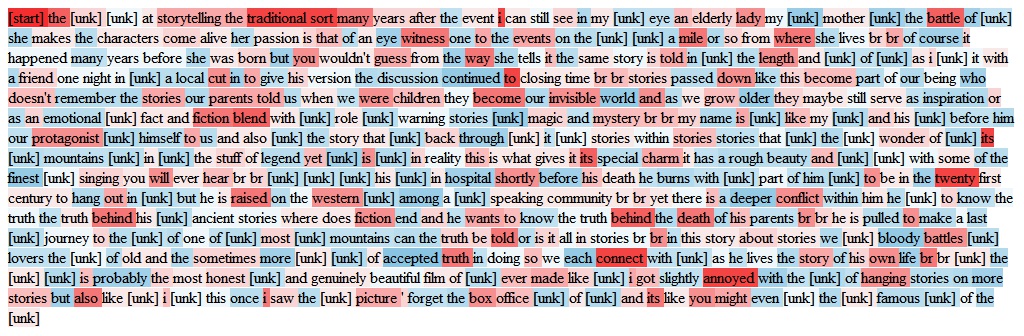 [start] the [unk] [unk] at storytelling the traditional sort many years after the event i can still see in my [unk] eye an elderly lady my [unk] mother [unk] the battle of [unk]
she makes the characters come alive her passion is that of an eye witness one to the events on the [unk] [unk] a mile or so from where she lives br br of course it
happened many years before she was born but you wouldn't guess from the way she tells it the same story is told in [unk] the length and [unk] of [unk] as i [unk] it with
a friend one night in [unk] a local cut in to give his version the discussion continued to closing time br br stories passed down like this become part of our being who
doesn't remember the stories our parents told us when we were children they become our invisible world and as we grow older they maybe still serve as inspiration or
as an emotional [unk] fact and fiction blend with [unk] role [unk] warning stories [unk] magic and mystery br br my name is [unk] like my [unk] and his [unk] before him
our protagonist [unk] himself to us and also [unk] the story that [unk] back through [unk] it [unk] stories within stories stories that [unk] the [unk] wonder of [unk] its
[unk] mountains [unk] in [unk] the stuff of legend yet [unk] is [unk] in reality this is what gives it its special charm it has a rough beauty and [unk] [unk] with some of the
finest [unk] singing you will ever hear br br [unk] [unk] [unk] his [unk] in hospital shortly before his death he burns with [unk] part of him [unk] to be in the twenty first
century to hang out in [unk] but he is raised on the western [unk] among a [unk] speaking community br br yet there is a deeper conflict within him he [unk] to know the
truth the truth behind his [unk] ancient stories where does fiction end and he wants to know the truth behind the death of his parents br br he is pulled to make a last
[unk] journey to the [unk] of one of [unk] most [unk] mountains can the truth be told or is it all in stories br br in this story about stories we [unk] bloody battles [unk]
lovers the [unk] of old and the sometimes more [unk] [unk] of accepted truth in doing so we each connect with [unk] as he lives the story of his own life br br [unk] the
[unk] [unk] is probably the most honest [unk] and genuinely beautiful film of [unk] ever made like [unk] i got slightly annoyed with the [unk] of hanging stories on more
stories but also like [unk] i [unk] this once i saw the [unk] picture ' forget the box office [unk] of [unk] and its like you might even [unk] the [unk] famous [unk] of the
[unk]